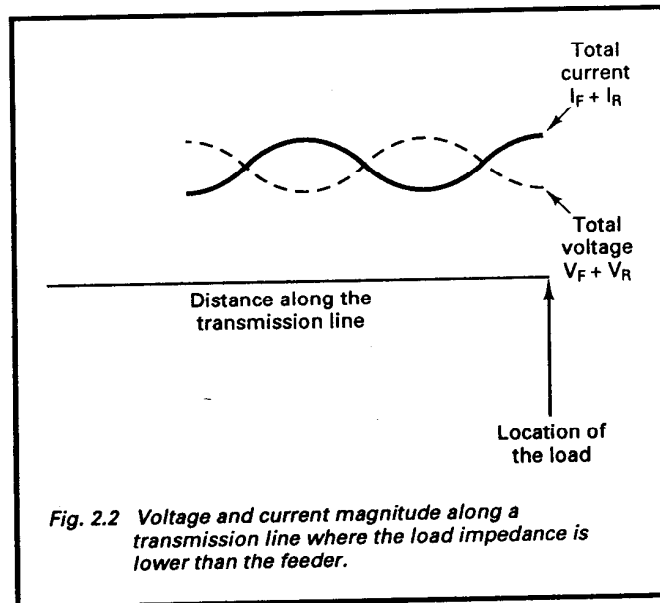 Total
current
I_F + I_R
Total
voltage
V_F + V_R
Distance along the
transmission line
Location of
the load
Fig. 2.2 Voltage and current magnitude along a
transmission line where the load impedance is
lower than the feeder.